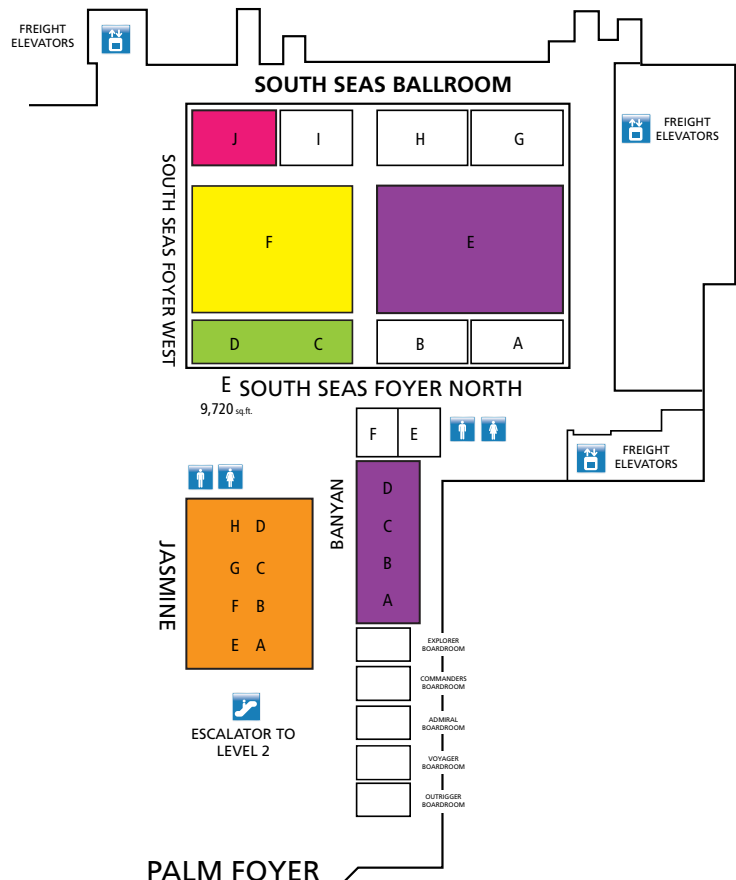 FREIGHT
ELEVATORS
SOUTH SEAS BALLROOM
J
I
H
G
FREIGHT
ELEVATORS
SOUTH SEAS FOYER WEST
F
E
D
C
B
A
E
9,720 sq.ft.
SOUTH SEAS FOYER NORTH
F
E
FREIGHT
ELEVATORS
BANYAN
D
C
B
A
JASMINE
H D
G C
F B
E A
EXPLORER
BOARDROOM
COMMANDERS
BOARDROOM
ADMIRAL
BOARDROOM
VOYAGER
BOARDROOM
OUTRIGGER
BOARDROOM
ESCALATOR TO
LEVEL 2
PALM FOYER